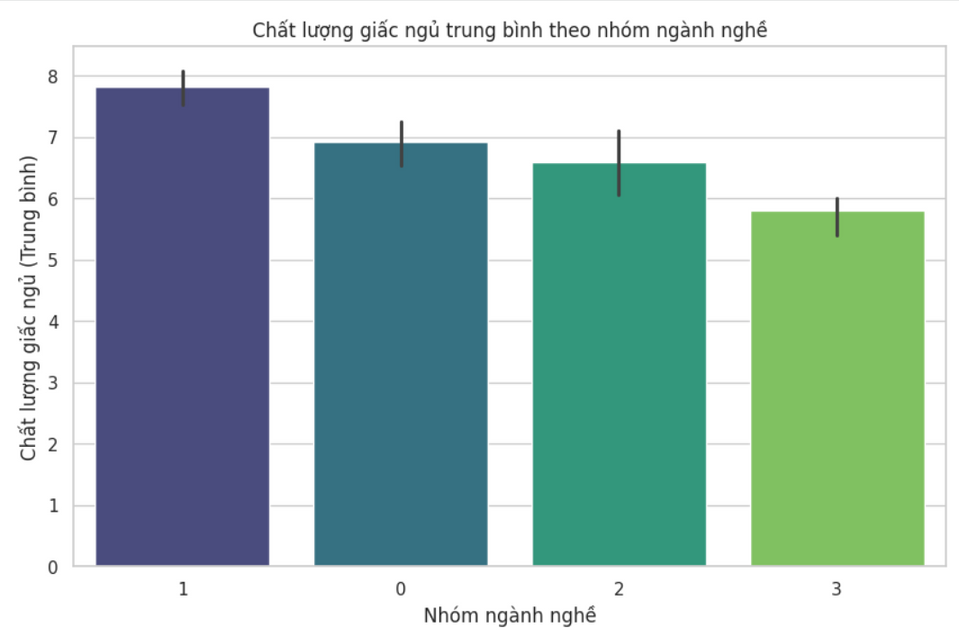 Chất lượng giấc ngủ trung bình theo nhóm ngành nghề
Chất lượng giấc ngủ (Trung bình)
8
7
6
5
4
3
2
1
0
1 0 2 3
Nhóm ngành nghề